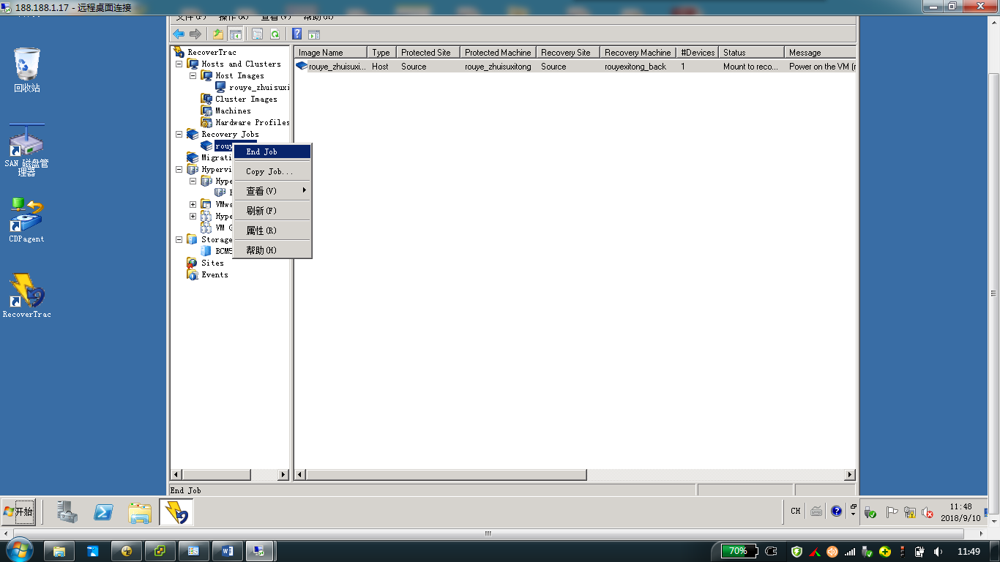 188.188.1.17 - 远程桌面连接
文件(F) 操作(A) 查看(V) 帮助(H)
回收站
SAN 磁盘管
理器
CDPagent
RecoverTrac
RecoverTrac
Hosts and Clusters
Host Images
rouye_zhuisuxi
Cluster Images
Machines
Hardware Profiles
Recovery Jobs
rouy
Migrati
Hypervi
Hype
VMwa
Hype
VM G
Storage
BCM5
Sites
Events
End Job
Copy Job...
查看(V)
刷新(F)
属性(R)
帮助(H)
Image Name Type Protected Site Protected Machine Recovery Site Recovery Machine #Devices Status Message
rouye_zhuisuxi... Host Source rouye_zhuisuxitong Source rouyexitong_back 1 Mount to reco... Power on the VM (r
End Job
开始
CH
11:48
2018/9/10
70%
11:49